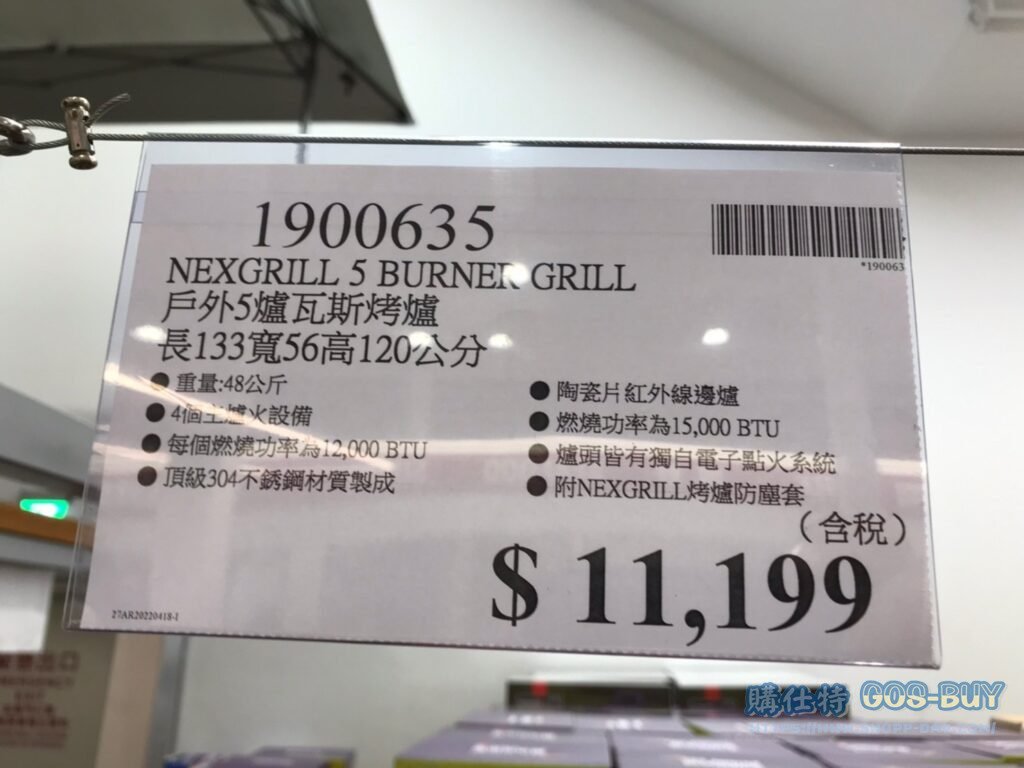 1900635
*190063
NEXGRILL 5 BURNER GRILL
戶外5爐瓦斯烤爐
長133寬56高120公分
● 重量:48公斤
● 4個主爐火設備
● 每個燃燒功率為12,000 BTU
● 頂級304不銹鋼材質製成
● 陶瓷片紅外線邊爐
● 燃燒功率為15,000 BTU
● 爐頭皆有獨自電子點火系統
● 附NEXGRILL烤爐防塵套
（含稅）
$ 11,199
27AR20220418-1
出口
EXIT
購仕特 GOS-BUY